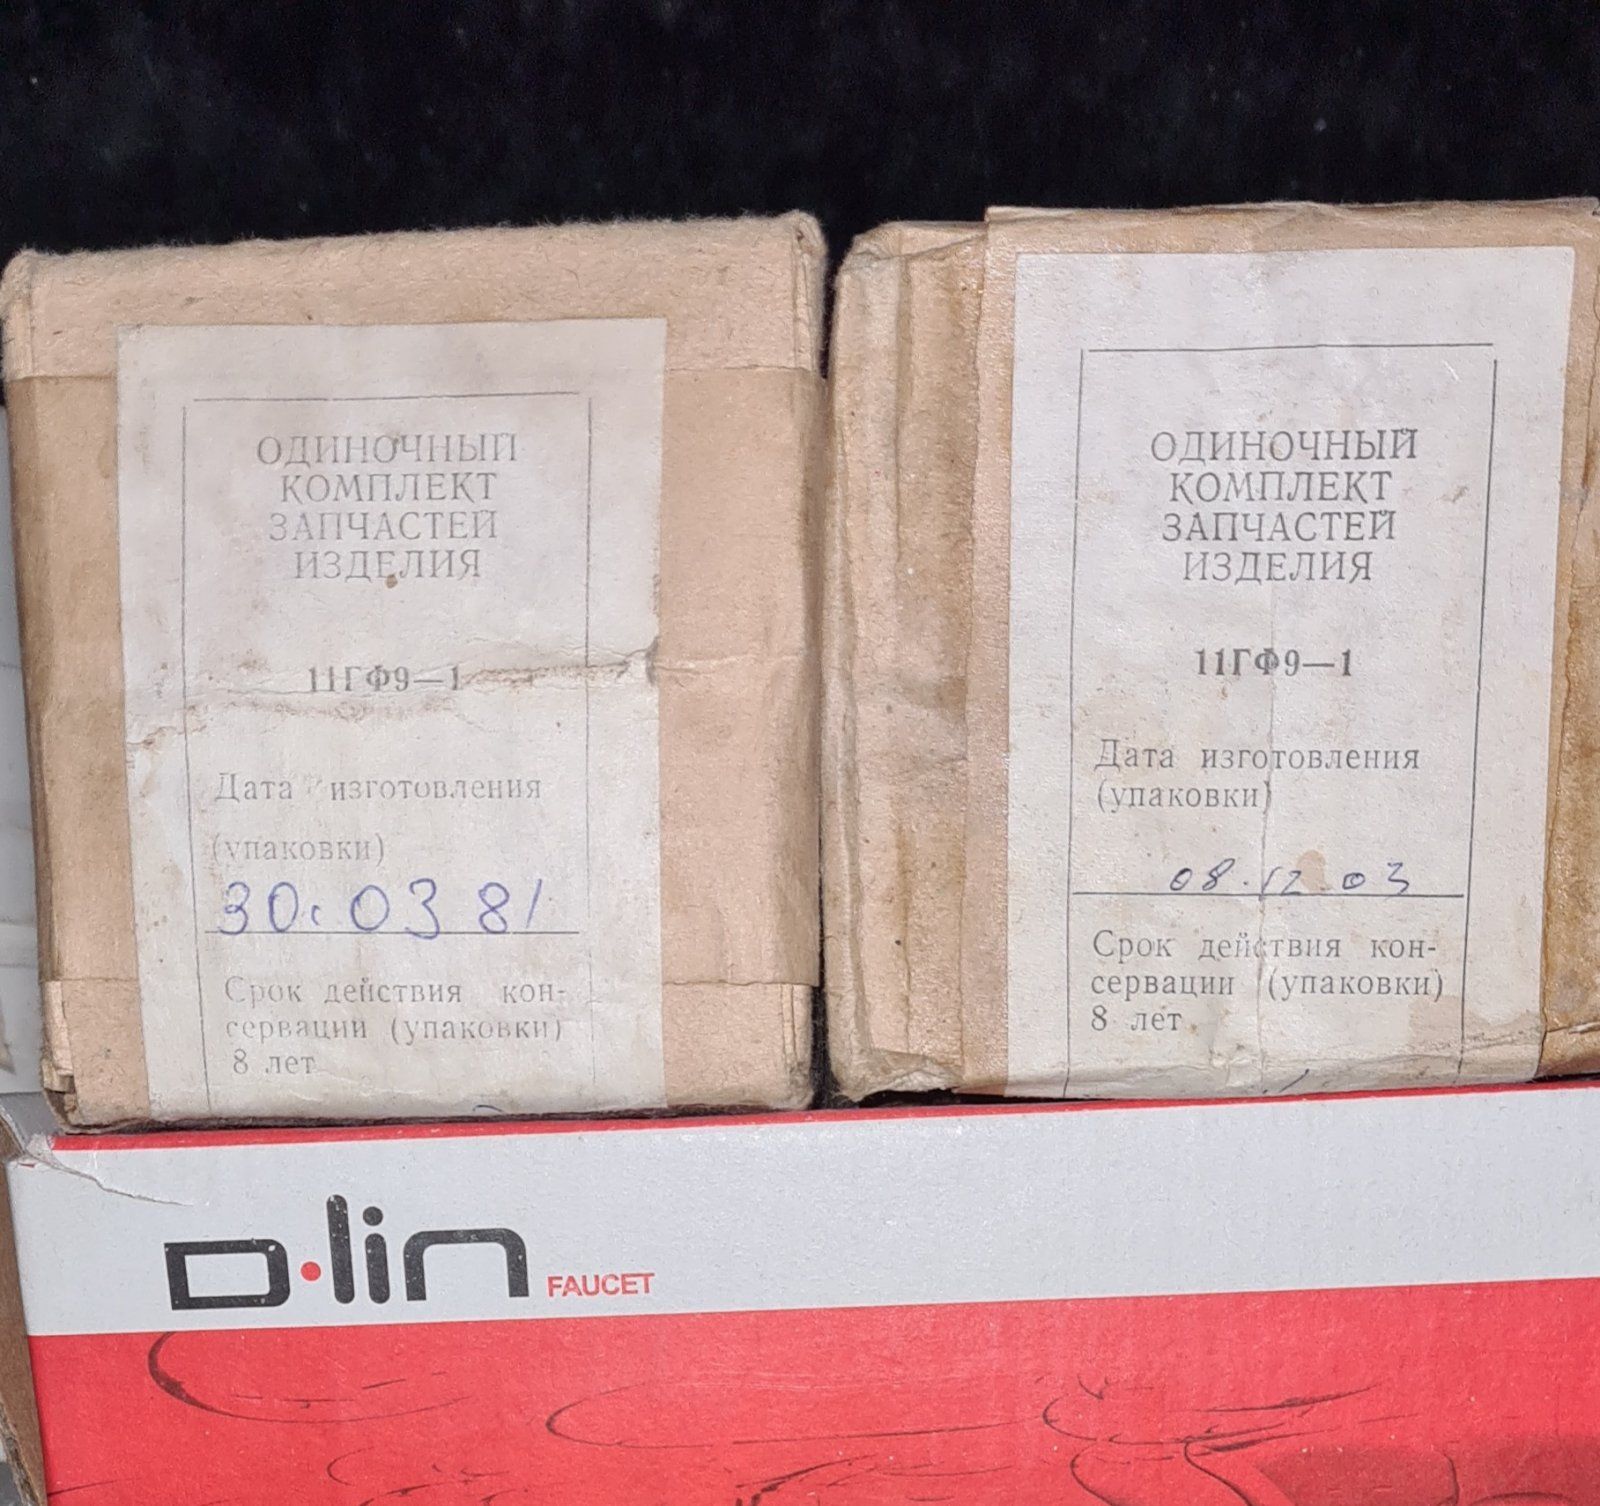 ОДИНОЧНЫЙ
КОМПЛЕКТ
ЗАПЧАСТЕЙ
ИЗДЕЛИЯ
11ГФ9—1
Дата изготовления
(упаковки)
30.03 81
Срок действия кон-
сервации (упаковки)
8 лет
ОДИНОЧНЫЙ
КОМПЛЕКТ
ЗАПЧАСТЕЙ
ИЗДЕЛИЯ
11ГФ9—1
Дата изготовления
(упаковки)
08.12.03
Срок действия кон-
сервации (упаковки)
8 лет
D·lin FAUCET